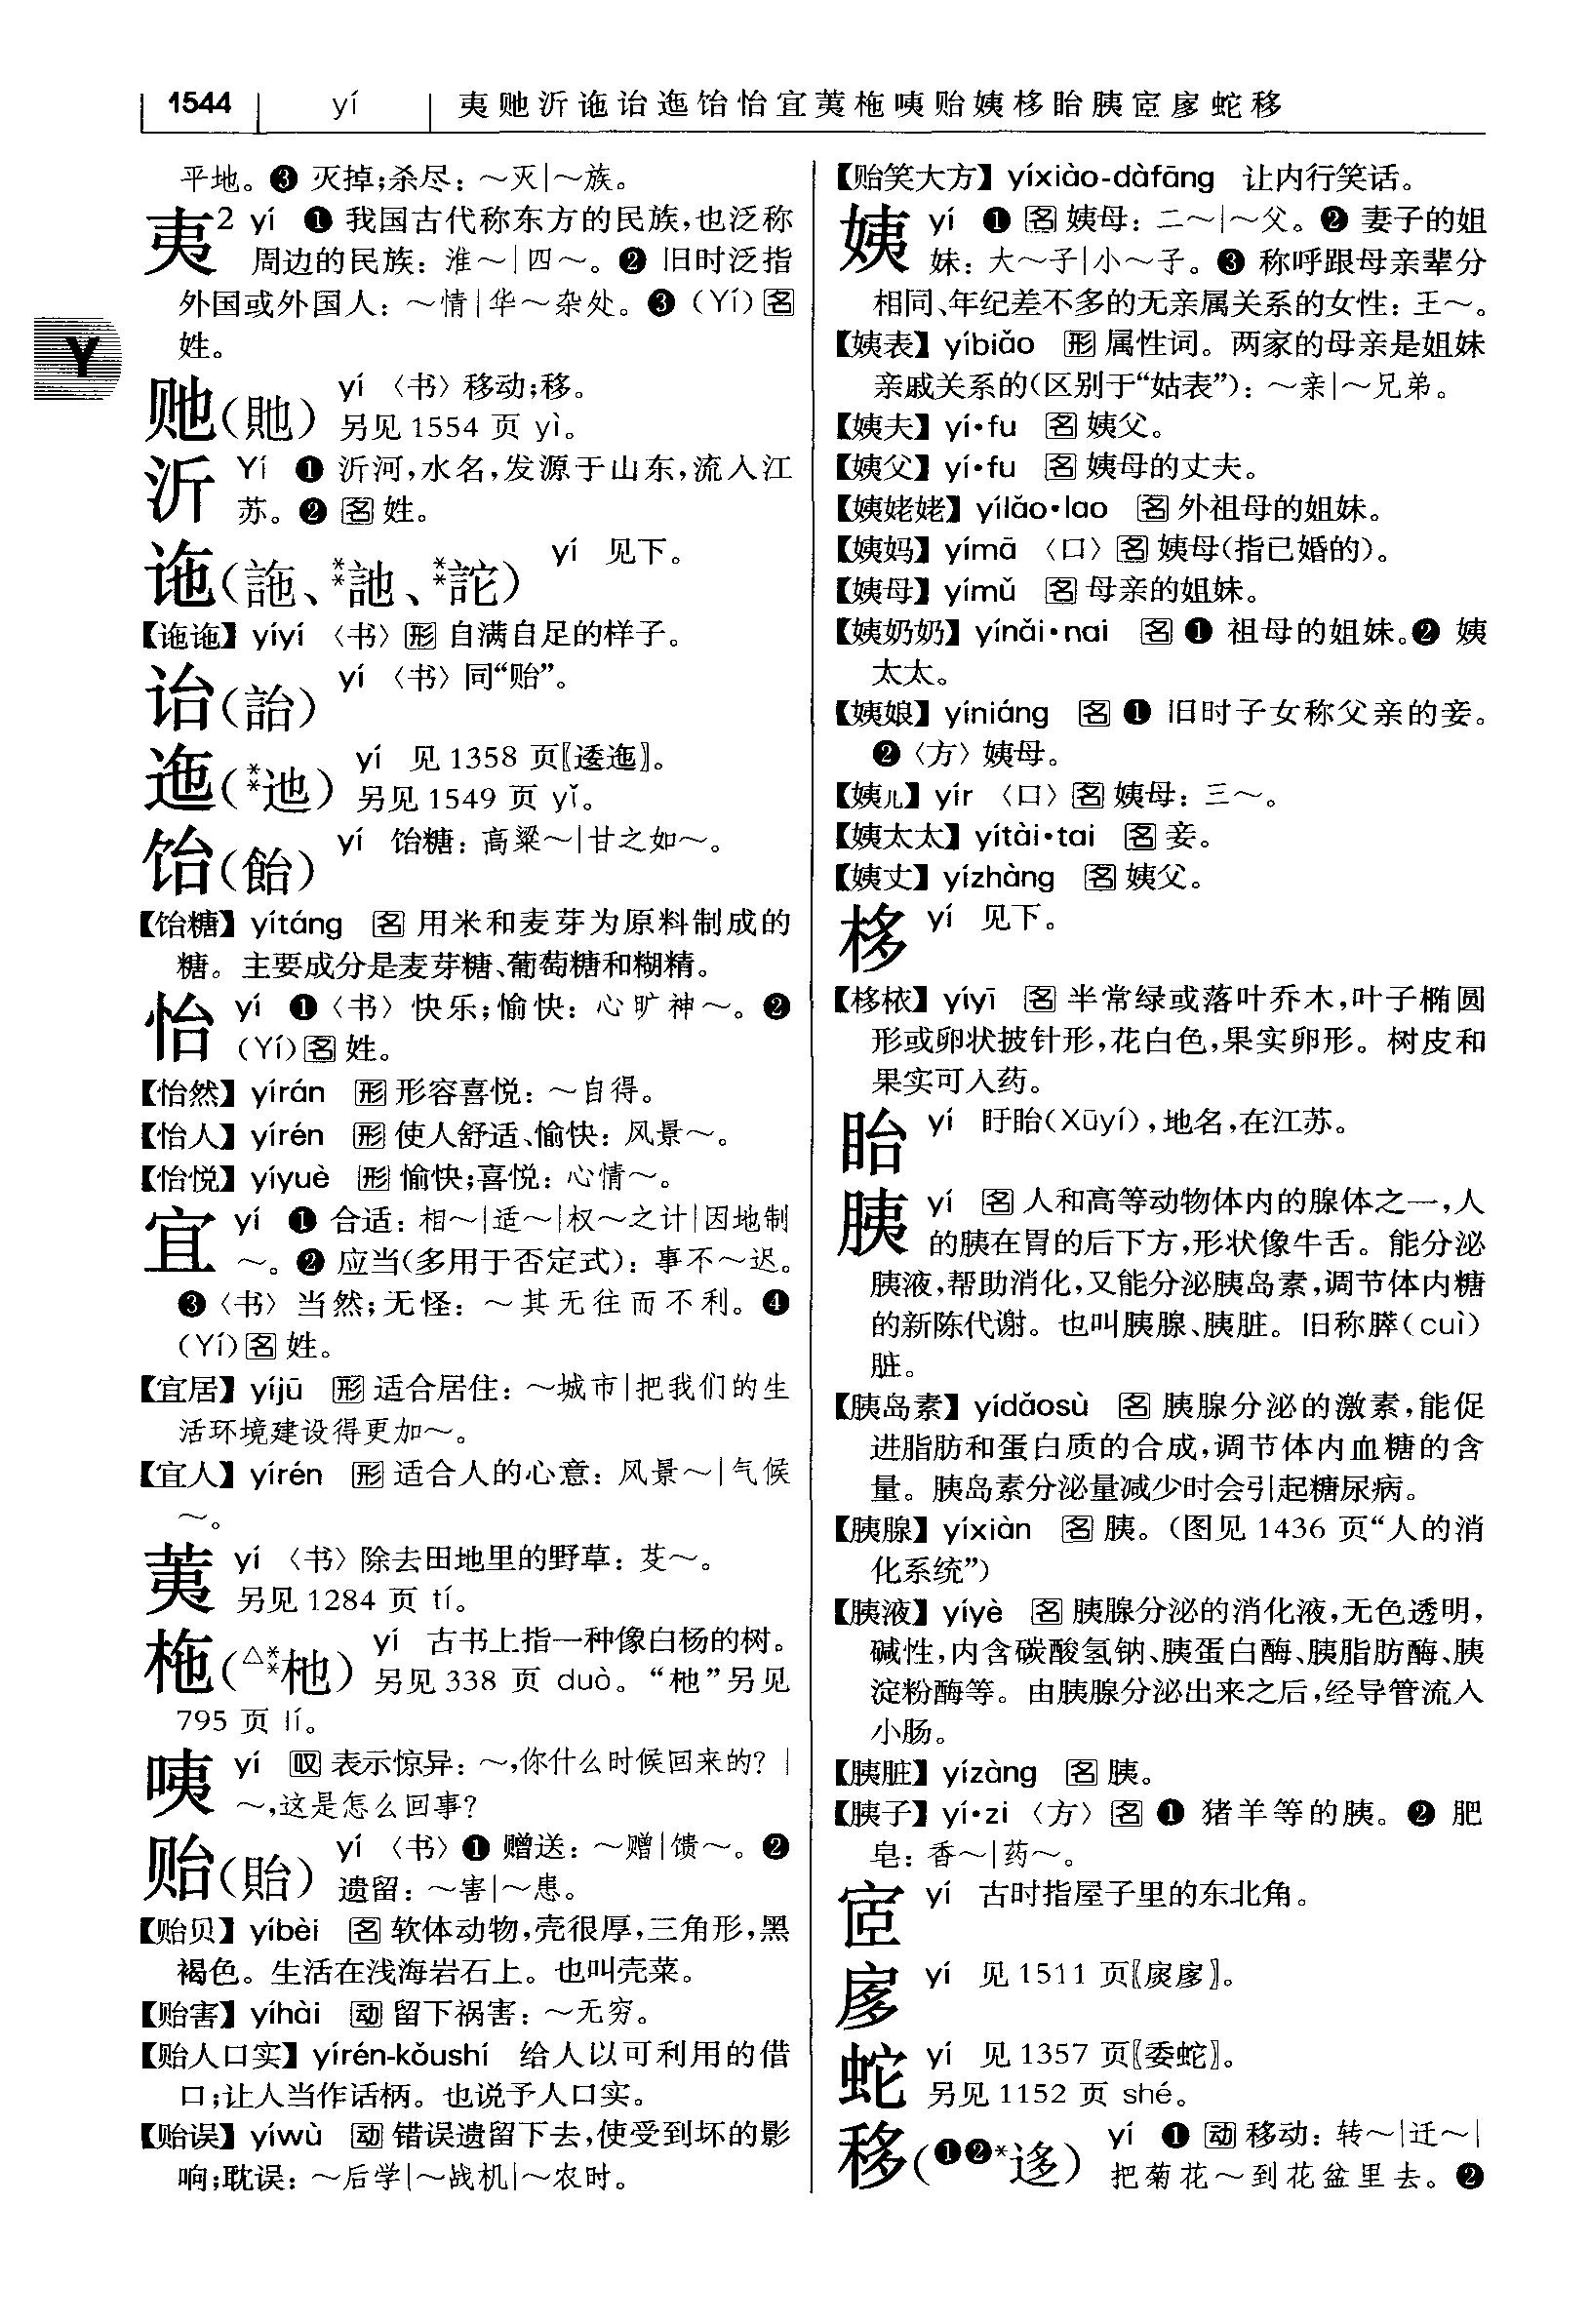 1544 yí 夷貤沂𫍙诒迤饴怡宜荑柂咦贻姨栘眙胰宧扅蛇移
平地。❸ 灭掉;杀尽：～灭|～族。
夷2 yí ❶ 我国古代称东方的民族,也泛称
周边的民族：淮～|四～。❷ 旧时泛指
外国或外国人：～情|华～杂处。❸(Yí)名
姓。
Y
𫎨(貤) yí 〈书〉移动;移。
另见1554 页 yì。
沂 Yí ❶ 沂河,水名,发源于山东,流入江
苏。❷ 名 姓。
𫍙(詑、**訑、**詑) yí 见下。
【𫍙𫍙】yíyí 〈书〉形 自满自足的样子。
诒(詒) yí 〈书〉同“贻”。
迤(**迆) yí 见1358 页〖逶迤〗。
另见1549 页 yǐ。
饴(飴) yí 饴糖：高粱～|甘之如～。
【饴糖】yítáng 名 用米和麦芽为原料制成的
糖。主要成分是麦芽糖、葡萄糖和糊精。
怡 yí ❶〈书〉快乐;愉快：心旷神～。❷
(Yí)名 姓。
【怡然】yírán 形 形容喜悦：～自得。
【怡人】yírén 形 使人舒适、愉快：风景～。
【怡悦】yíyuè 形 愉快;喜悦：心情～。
宜 yí ❶ 合适：相～|适～|权～之计|因地制
～。❷ 应当(多用于否定式)：事不～迟。
❸〈书〉当然;无怪：～其无往而不利。❹
(Yí)名 姓。
【宜居】yíjū 形 适合居住：～城市|把我们的生
活环境建设得更加～。
【宜人】yírén 形 适合人的心意：风景～|气候
～。
荑 yí 〈书〉除去田地里的野草：芟～。
另见1284 页 tí。
柂(△**杝) yí 古书上指一种像白杨的树。
另见338 页 duò。“杝”另见
795 页 lí。
咦 yí 叹 表示惊异：～,你什么时候回来的? |
～,这是怎么回事?
贻(貽) yí 〈书〉❶ 赠送：～赠|馈～。❷
遗留：～害|～患。
【贻贝】yíbèi 名 软体动物,壳很厚,三角形,黑
褐色。生活在浅海岩石上。也叫壳菜。
【贻害】yíhài 动 留下祸害：～无穷。
【贻人口实】yírén-kǒushí 给人以可利用的借
口;让人当作话柄。也说予人口实。
【贻误】yíwù 动 错误遗留下去,使受到坏的影
响;耽误：～后学|～战机|～农时。
【贻笑大方】yíxiào-dàfāng 让内行笑话。
姨 yí ❶ 名 姨母：二～|～父。❷ 妻子的姐
妹：大～子|小～子。❸ 称呼跟母亲辈分
相同、年纪差不多的无亲属关系的女性：王～。
【姨表】yíbiǎo 形 属性词。两家的母亲是姐妹
亲戚关系的(区别于“姑表”)：～亲|～兄弟。
【姨夫】yí•fu 名 姨父。
【姨父】yí•fu 名 姨母的丈夫。
【姨姥姥】yílǎo•lao 名 外祖母的姐妹。
【姨妈】yímā 〈口〉名 姨母(指已婚的)。
【姨母】yímǔ 名 母亲的姐妹。
【姨奶奶】yínǎi•nai 名 ❶ 祖母的姐妹。❷ 姨
太太。
【姨娘】yíniáng 名 ❶ 旧时子女称父亲的妾。
❷〈方〉姨母。
【姨儿】yír 〈口〉名 姨母：三～。
【姨太太】yítài•tai 名 妾。
【姨丈】yízhàng 名 姨父。
栘 yí 见下。
【栘𣐿】yíyī 名 半常绿或落叶乔木,叶子椭圆
形或卵状披针形,花白色,果实卵形。树皮和
果实可入药。
眙 yí 盱眙(Xūyí),地名,在江苏。
胰 yí 名 人和高等动物体内的腺体之一,人
的胰在胃的后下方,形状像牛舌。能分泌
胰液,帮助消化,又能分泌胰岛素,调节体内糖
的新陈代谢。也叫胰腺、胰脏。旧称膵(cuì)
脏。
【胰岛素】yídǎosù 名 胰腺分泌的激素,能促
进脂肪和蛋白质的合成,调节体内血糖的含
量。胰岛素分泌量减少时会引起糖尿病。
【胰腺】yíxiàn 名 胰。(图见 1436 页“人的消
化系统”)
【胰液】yíyè 名 胰腺分泌的消化液,无色透明,
碱性,内含碳酸氢钠、胰蛋白酶、胰脂肪酶、胰
淀粉酶等。由胰腺分泌出来之后,经导管流入
小肠。
【胰脏】yízàng 名 胰。
【胰子】yí•zi 〈方〉名 ❶ 猪羊等的胰。❷ 肥
皂：香～|药～。
宧 yí 古时指屋子里的东北角。
扅 yí 见1511 页〖扊扅〗。
蛇 yí 见1357 页〖委蛇〗。
另见1152 页 shé。
移(❶❷*迻) yí ❶ 动 移动：转～|迁～|
把菊花～到花盆里去。❷